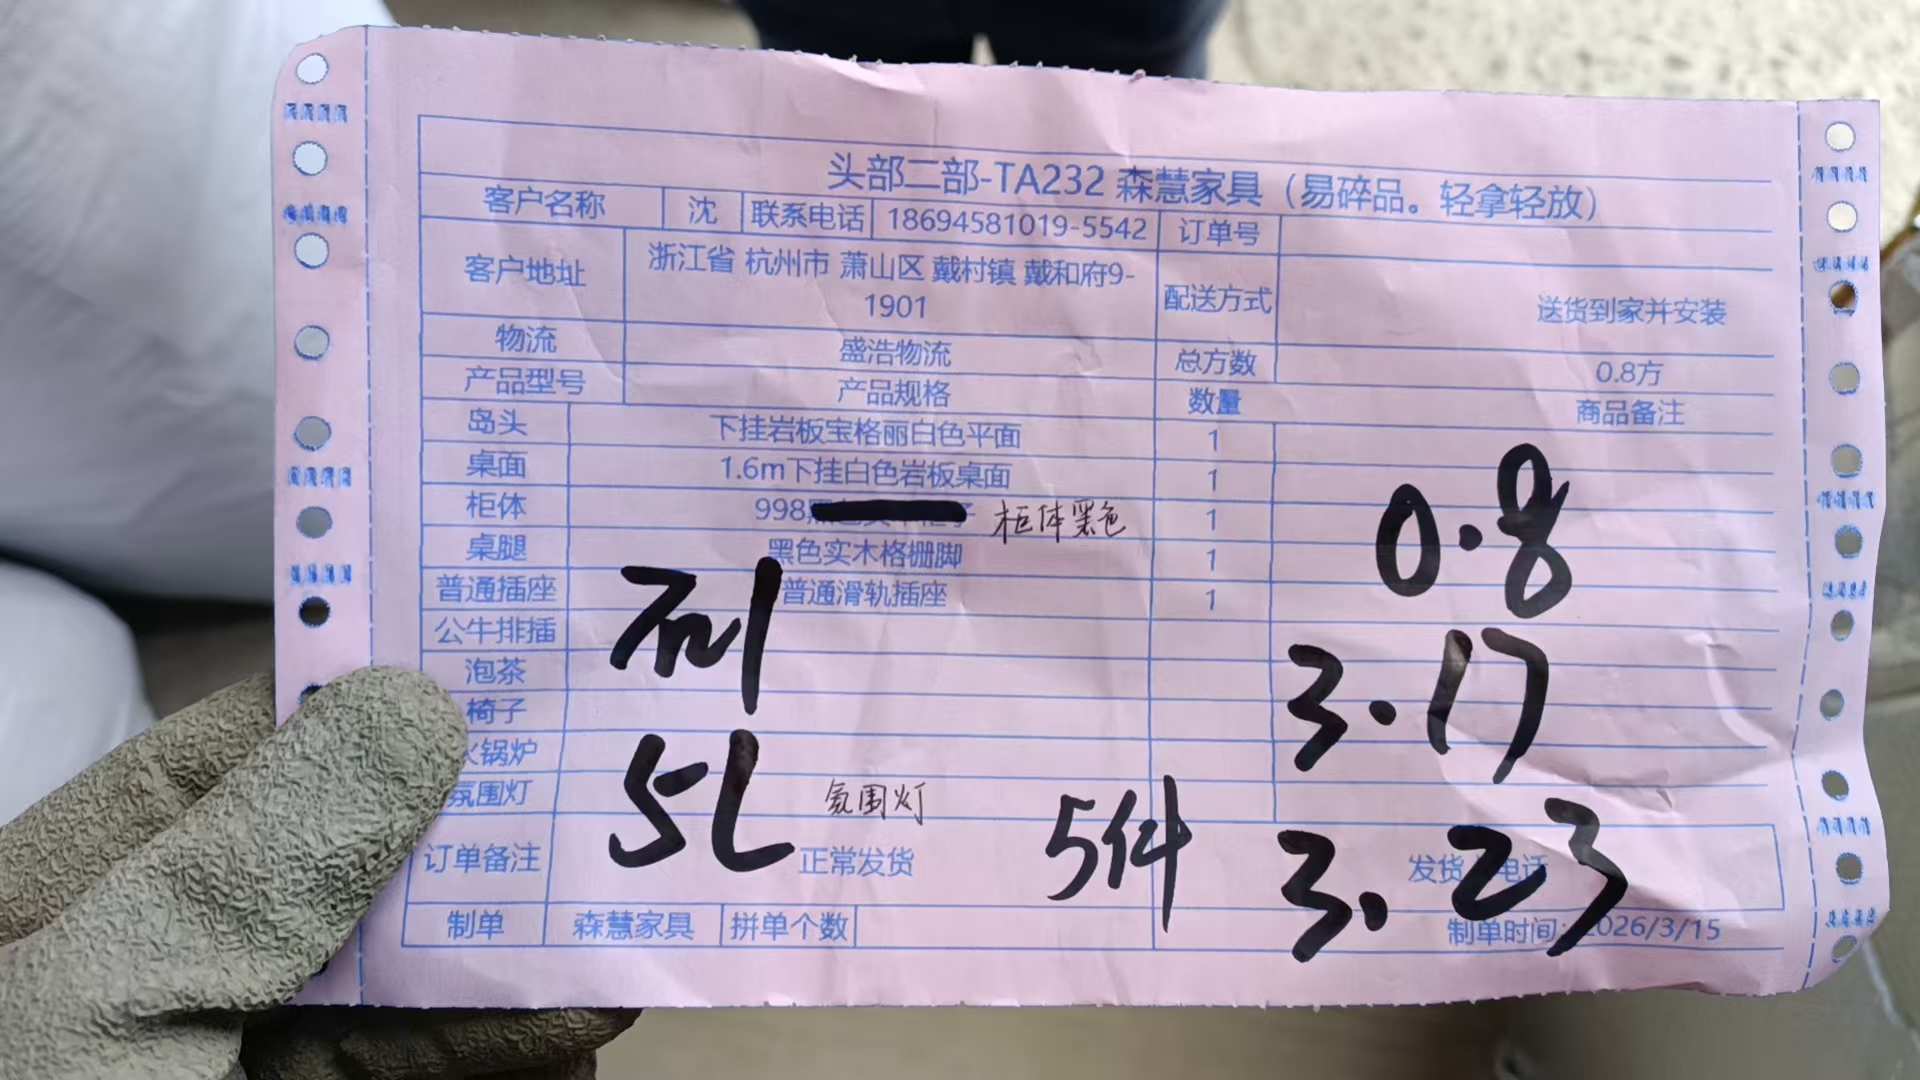 头部二部-TA232 森慧家具（易碎品。轻拿轻放）
客户名称 沈 联系电话 18694581019-5542 订单号
客户地址 浙江省 杭州市 萧山区 戴村镇 戴和府9-
1901 配送方式 送货到家并安装
物流 盛浩物流 总方数 0.8方
产品型号 产品规格 数量 商品备注
岛头 下挂岩板宝格丽白色平面 1
桌面 1.6m下挂白色岩板桌面 1
柜体 998 柜体黑色 1
0.8
桌腿 黑色实木格栅脚 1
普通插座 普通滑轨插座 1
公牛排插
泡茶
3.17
椅子
火锅炉
氛围灯 氛围灯
5件
订单备注 正常发货 发货 电话
3.23
制单 森慧家具 拼单个数 制单时间: 2026/3/15